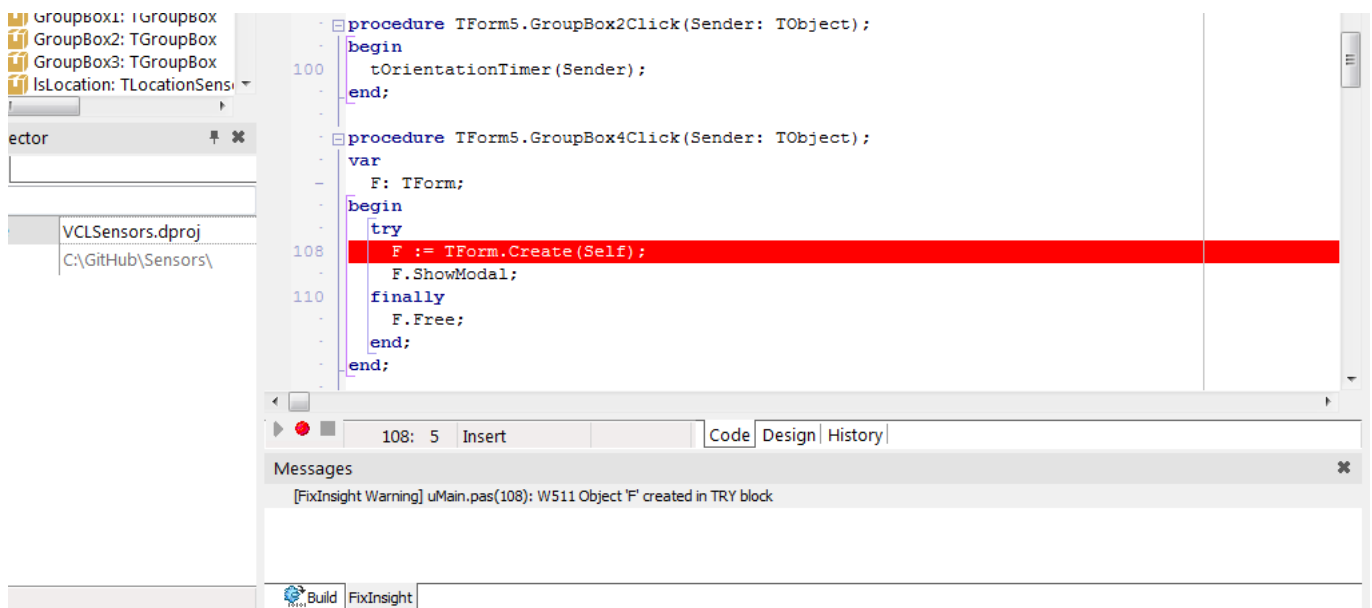 GroupBox1: TGroupBox
GroupBox2: TGroupBox
GroupBox3: TGroupBox
lsLocation: TLocationSens
ector
VCLSensors.dproj
C:\GitHub\Sensors\
procedure TForm5.GroupBox2Click(Sender: TObject);
begin
100 tOrientationTimer(Sender);
end;
procedure TForm5.GroupBox4Click(Sender: TObject);
var
F: TForm;
begin
try
108 F := TForm.Create(Self);
F.ShowModal;
110 finally
F.Free;
end;
end;
108: 5 Insert Code Design History
Messages
[FixInsight Warning] uMain.pas(108): W511 Object 'F' created in TRY block
Build FixInsight